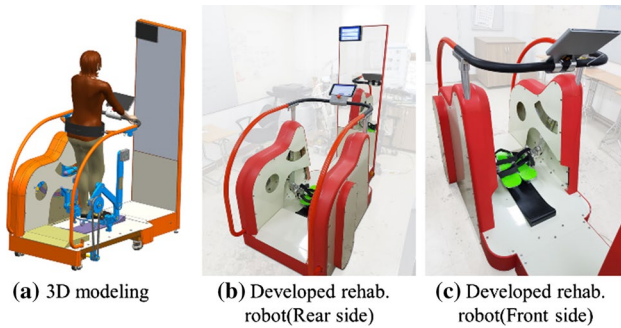 (a) 3D modeling
(b) Developed rehab.
robot(Rear side)
(c) Developed rehab.
robot(Front side)